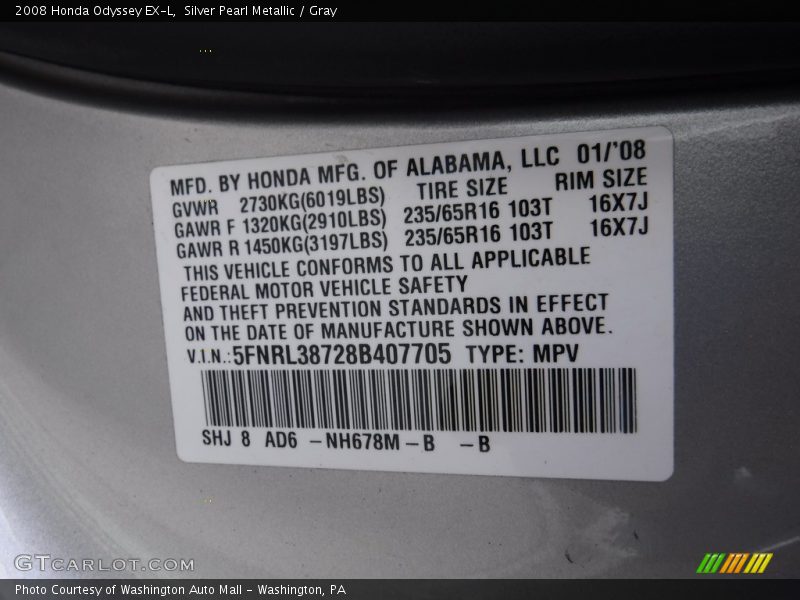 2008 Honda Odyssey EX-L, Silver Pearl Metallic / Gray
MFD. BY HONDA MFG. OF ALABAMA, LLC 01/'08
GVWR 2730KG(6019LBS) TIRE SIZE RIM SIZE
GAWR F 1320KG(2910LBS) 235/65R16 103T 16X7J
GAWR R 1450KG(3197LBS) 235/65R16 103T 16X7J
THIS VEHICLE CONFORMS TO ALL APPLICABLE
FEDERAL MOTOR VEHICLE SAFETY
AND THEFT PREVENTION STANDARDS IN EFFECT
ON THE DATE OF MANUFACTURE SHOWN ABOVE.
V.I.N.:5FNRL38728B407705 TYPE: MPV
SHJ 8 AD6 -NH678M-B -B
GTCARLOT.COM
Photo Courtesy of Washington Auto Mall - Washington, PA